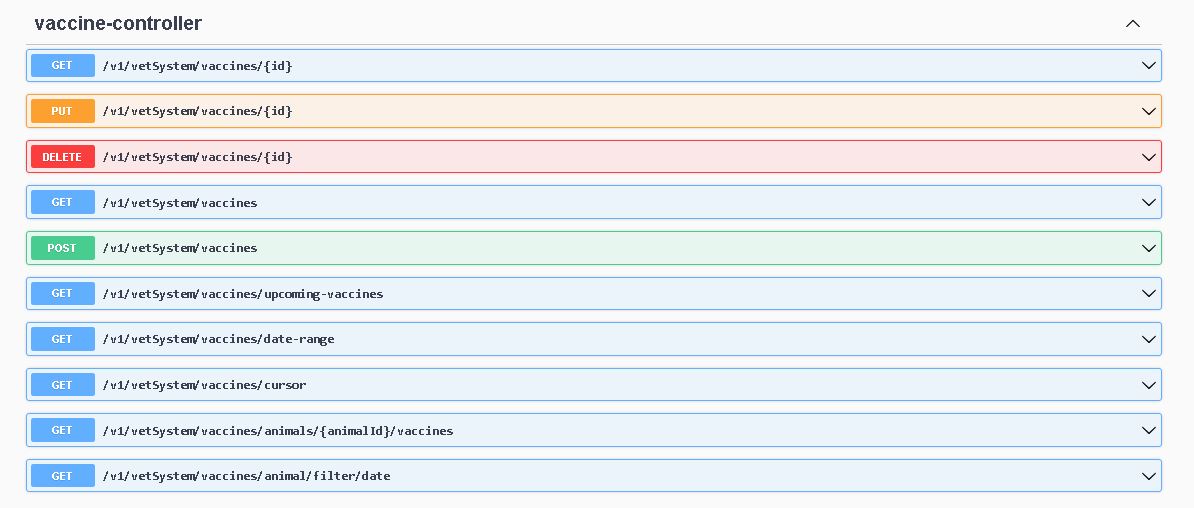 vaccine-controller
GET /v1/vetSystem/vaccines/{id}
PUT /v1/vetSystem/vaccines/{id}
DELETE /v1/vetSystem/vaccines/{id}
GET /v1/vetSystem/vaccines
POST /v1/vetSystem/vaccines
GET /v1/vetSystem/vaccines/upcoming-vaccines
GET /v1/vetSystem/vaccines/date-range
GET /v1/vetSystem/vaccines/cursor
GET /v1/vetSystem/vaccines/animals/{animalId}/vaccines
GET /v1/vetSystem/vaccines/animal/filter/date